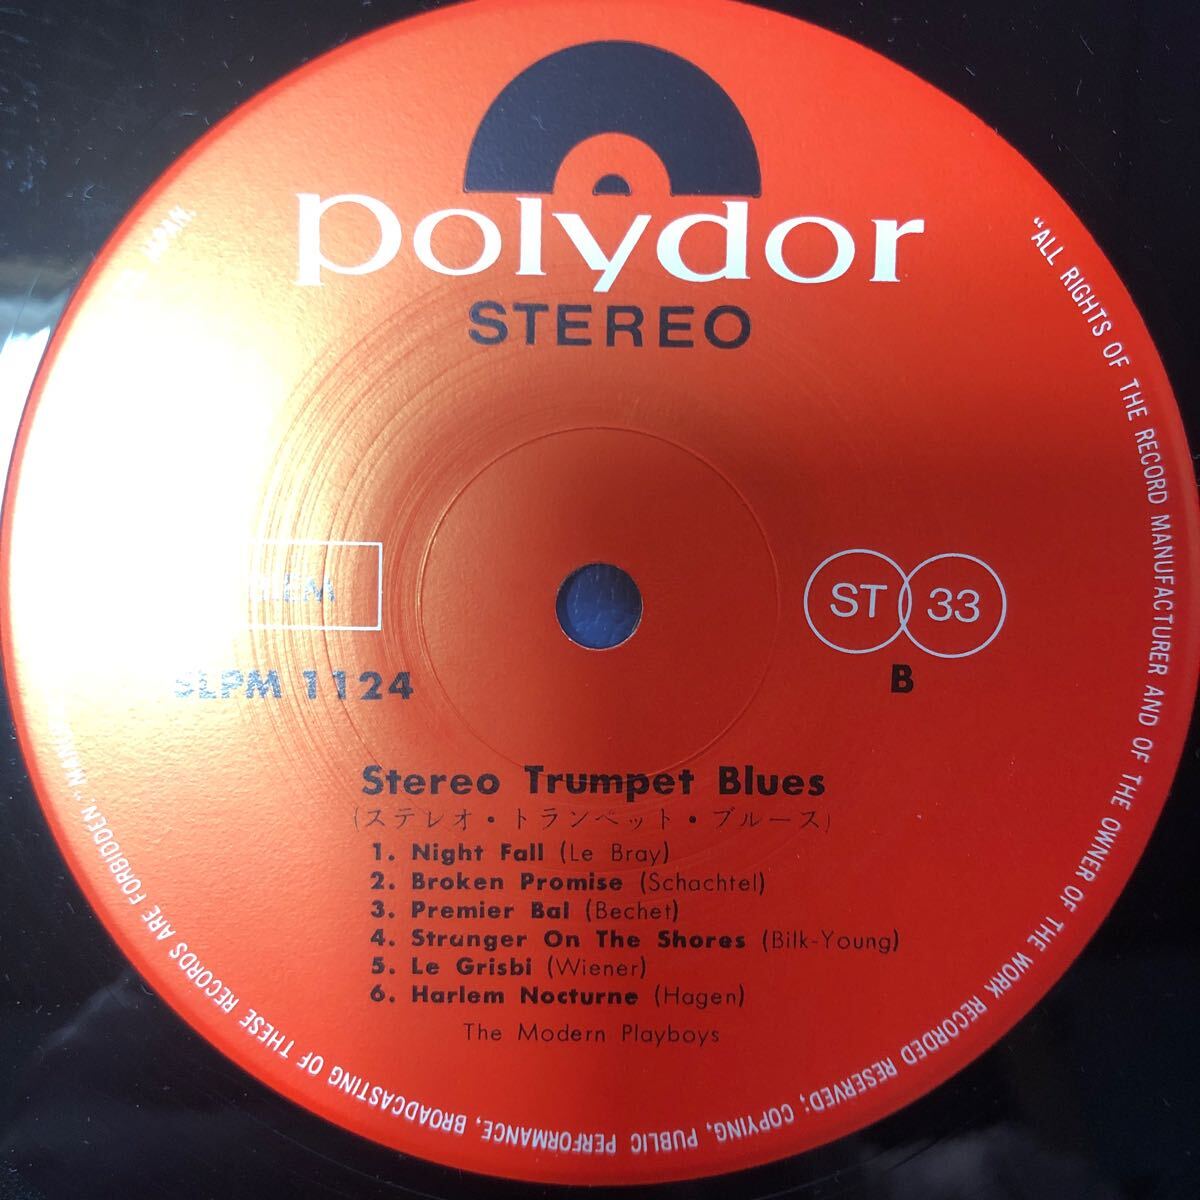 polydor
STEREO
ST 33
B
SLPM 1124
Stereo Trumpet Blues
(ステレオ・トランペット・ブルース)
1. Night Fall (Le Bray)
2. Broken Promise (Schachtel)
3. Premier Bal (Bechet)
4. Stranger On The Shores (Bilk-Young)
5. Le Grisbi (Wiener)
6. Harlem Nocturne (Hagen)
The Modern Playboys
"ALL RIGHTS OF THE RECORD MANUFACTURER AND OF THE OWNER OF THE WORK RECORDED RESERVED; COPYING, PUBLIC PERFORMANCE, BROADCASTING OF THESE RECORDS ARE FORBIDDEN."
JAPAN.